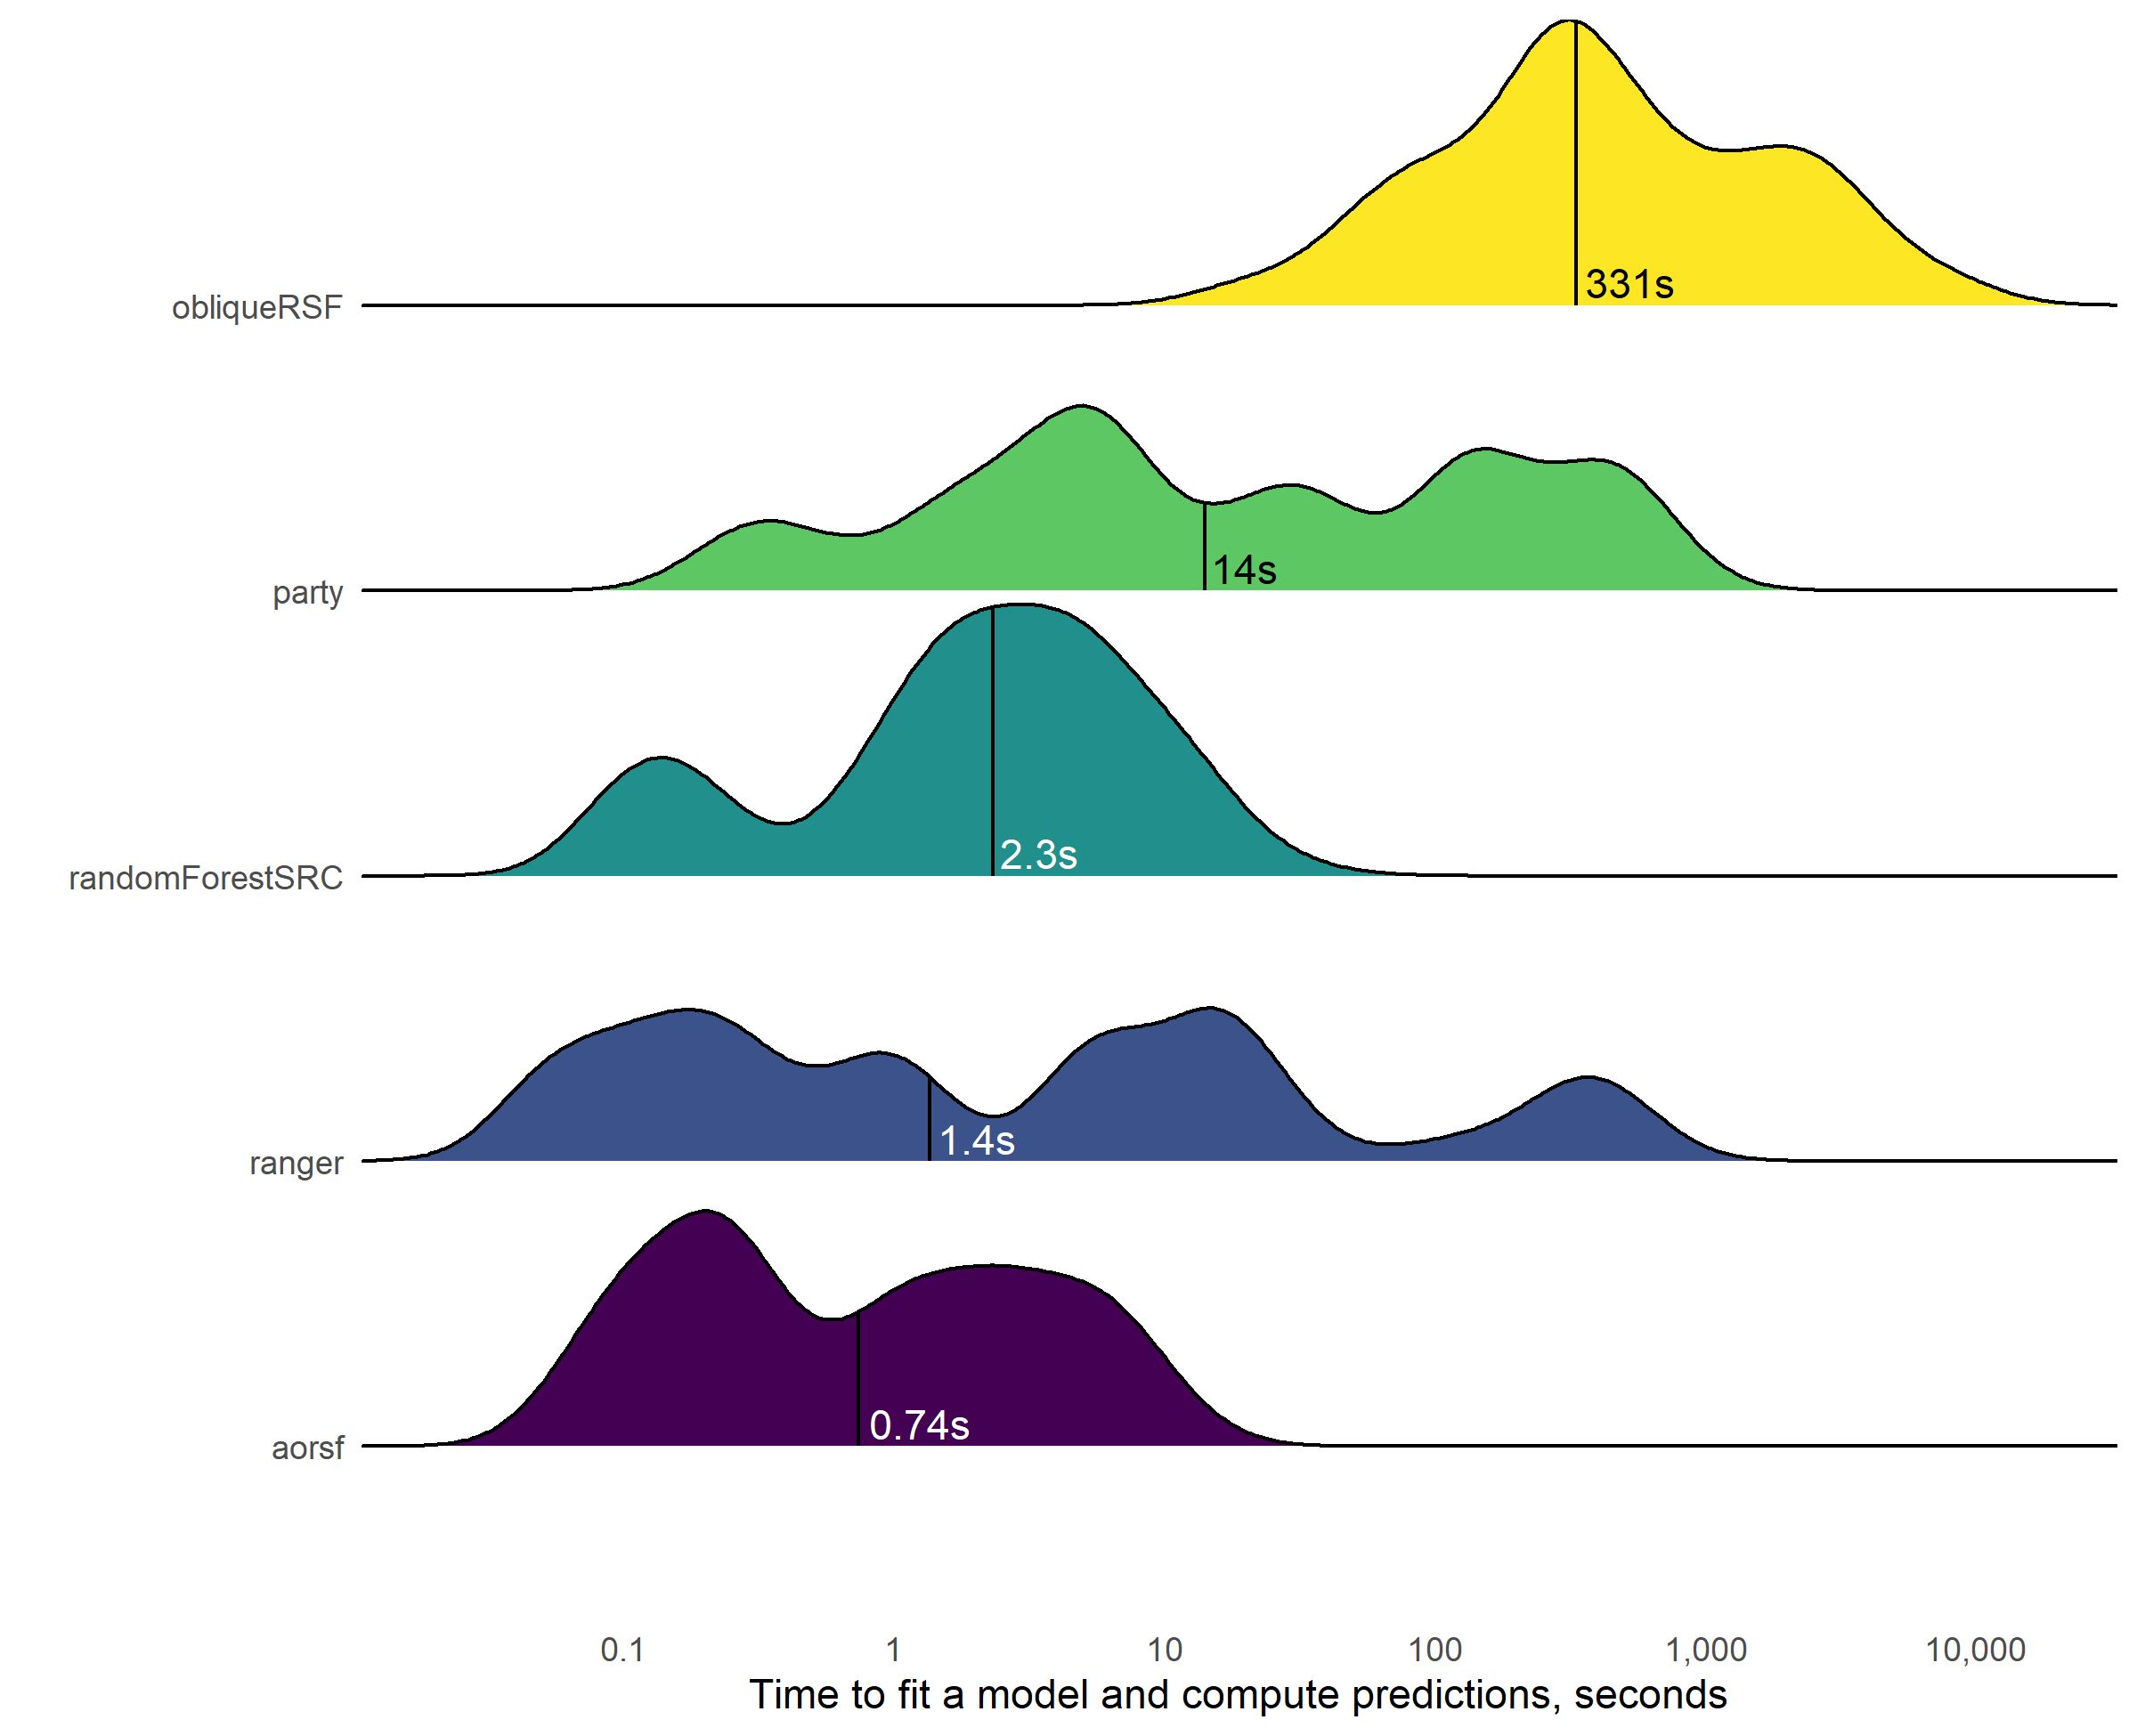 331s
obliqueRSF
14s
party
2.3s
randomForestSRC
1.4s
ranger
0.74s
aorsf
0.1 1 10 100 1,000 10,000
Time to fit a model and compute predictions, seconds